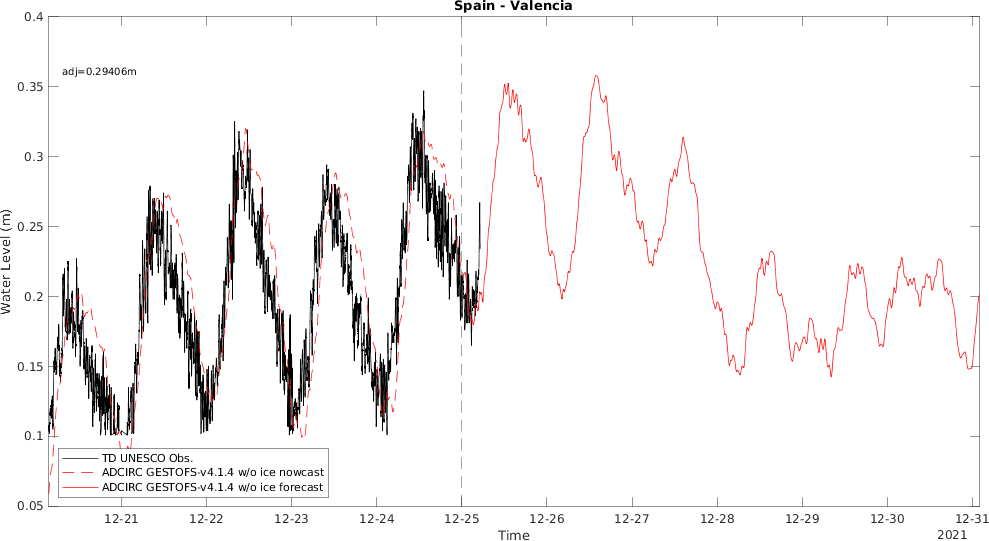 Spain - Valencia
0.4
0.35
0.3
0.25
0.2
0.15
0.1
0.05
Water Level (m)
adj=0.29406m
TD UNESCO Obs.
ADCIRC GESTOFS-v4.1.4 w/o ice nowcast
ADCIRC GESTOFS-v4.1.4 w/o ice forecast
12-21 12-22 12-23 12-24 12-25 12-26 12-27 12-28 12-29 12-30 12-31
Time
2021